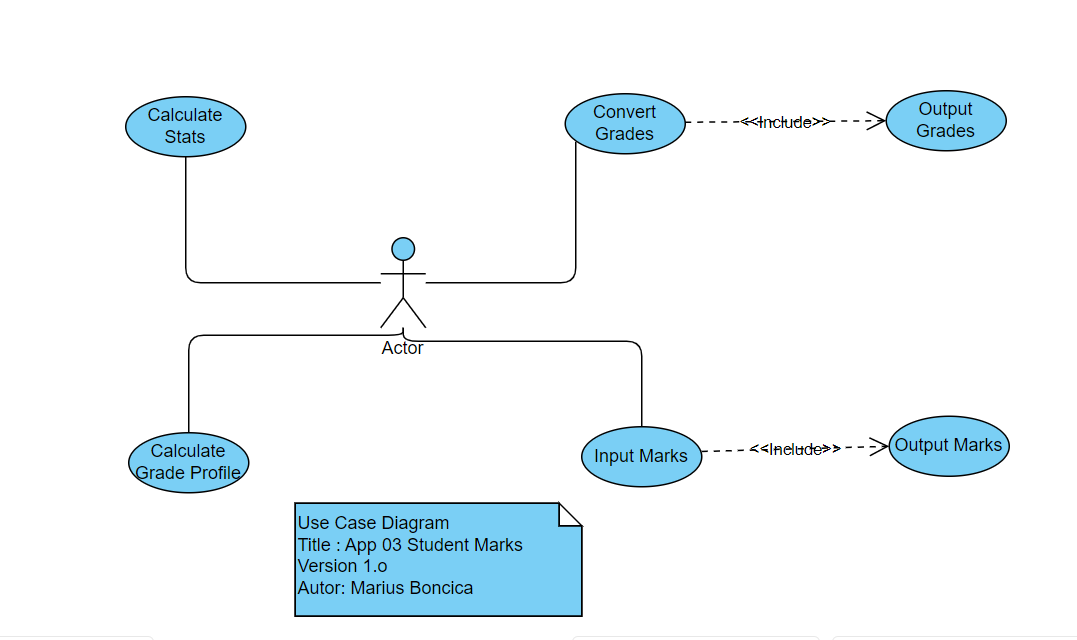 Calculate
Stats
Convert
Grades
<<Include>>
Output
Grades
Actor
Calculate
Grade Profile
Input Marks
<<Include>>
Output Marks
Use Case Diagram
Title : App 03 Student Marks
Version 1.o
Autor: Marius Boncica